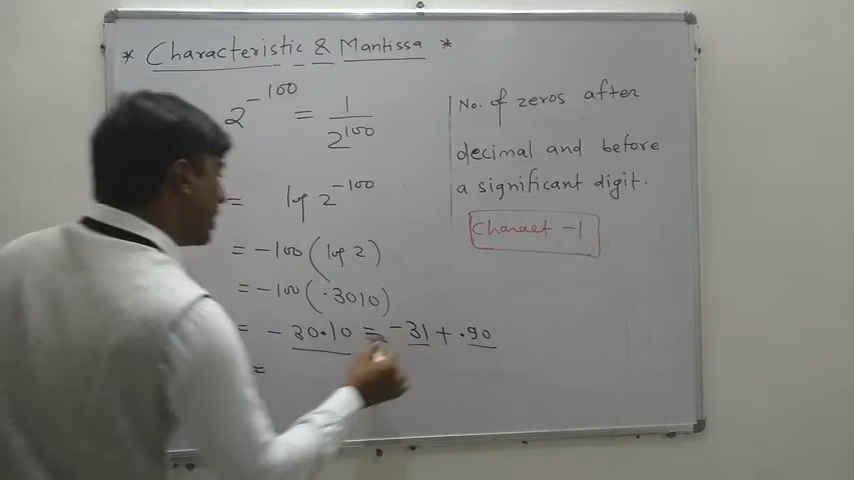 * Characteristic & Mantissa *
2^-100 = 1/2^100
= log 2^-100
= -100 (log 2)
= -100 (.3010)
= -30.10 = -31 + .90
=
No. of zeros after
decimal and before
a significant digit.
Charact -1